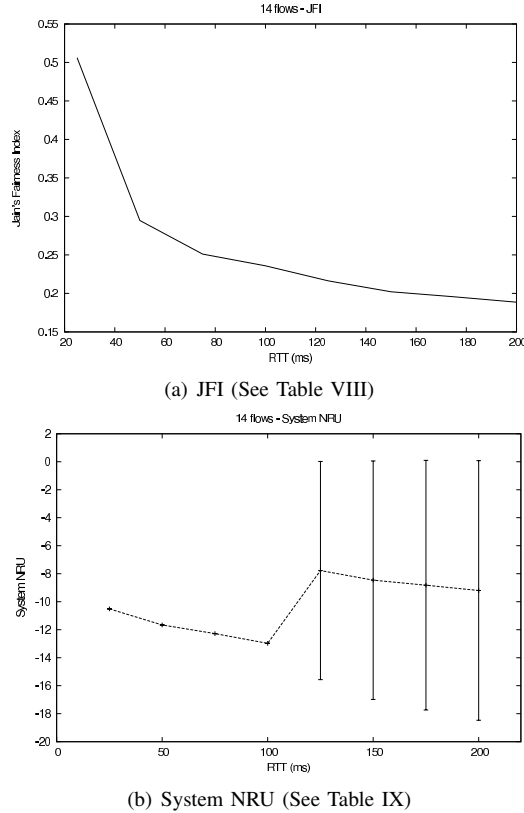 14 flows - JFI
0.55
0.5
0.45
0.4
0.35
0.3
0.25
0.2
0.15
Jain's Fairness Index
20 40 60 80 100 120 140 160 180 200
RTT (ms)
(a) JFI (See Table VIII)
14 flows - System NRU
2
0
-2
-4
-6
-8
-10
-12
-14
-16
-18
-20
System NRU
0 50 100 150 200
RTT (ms)
(b) System NRU (See Table IX)